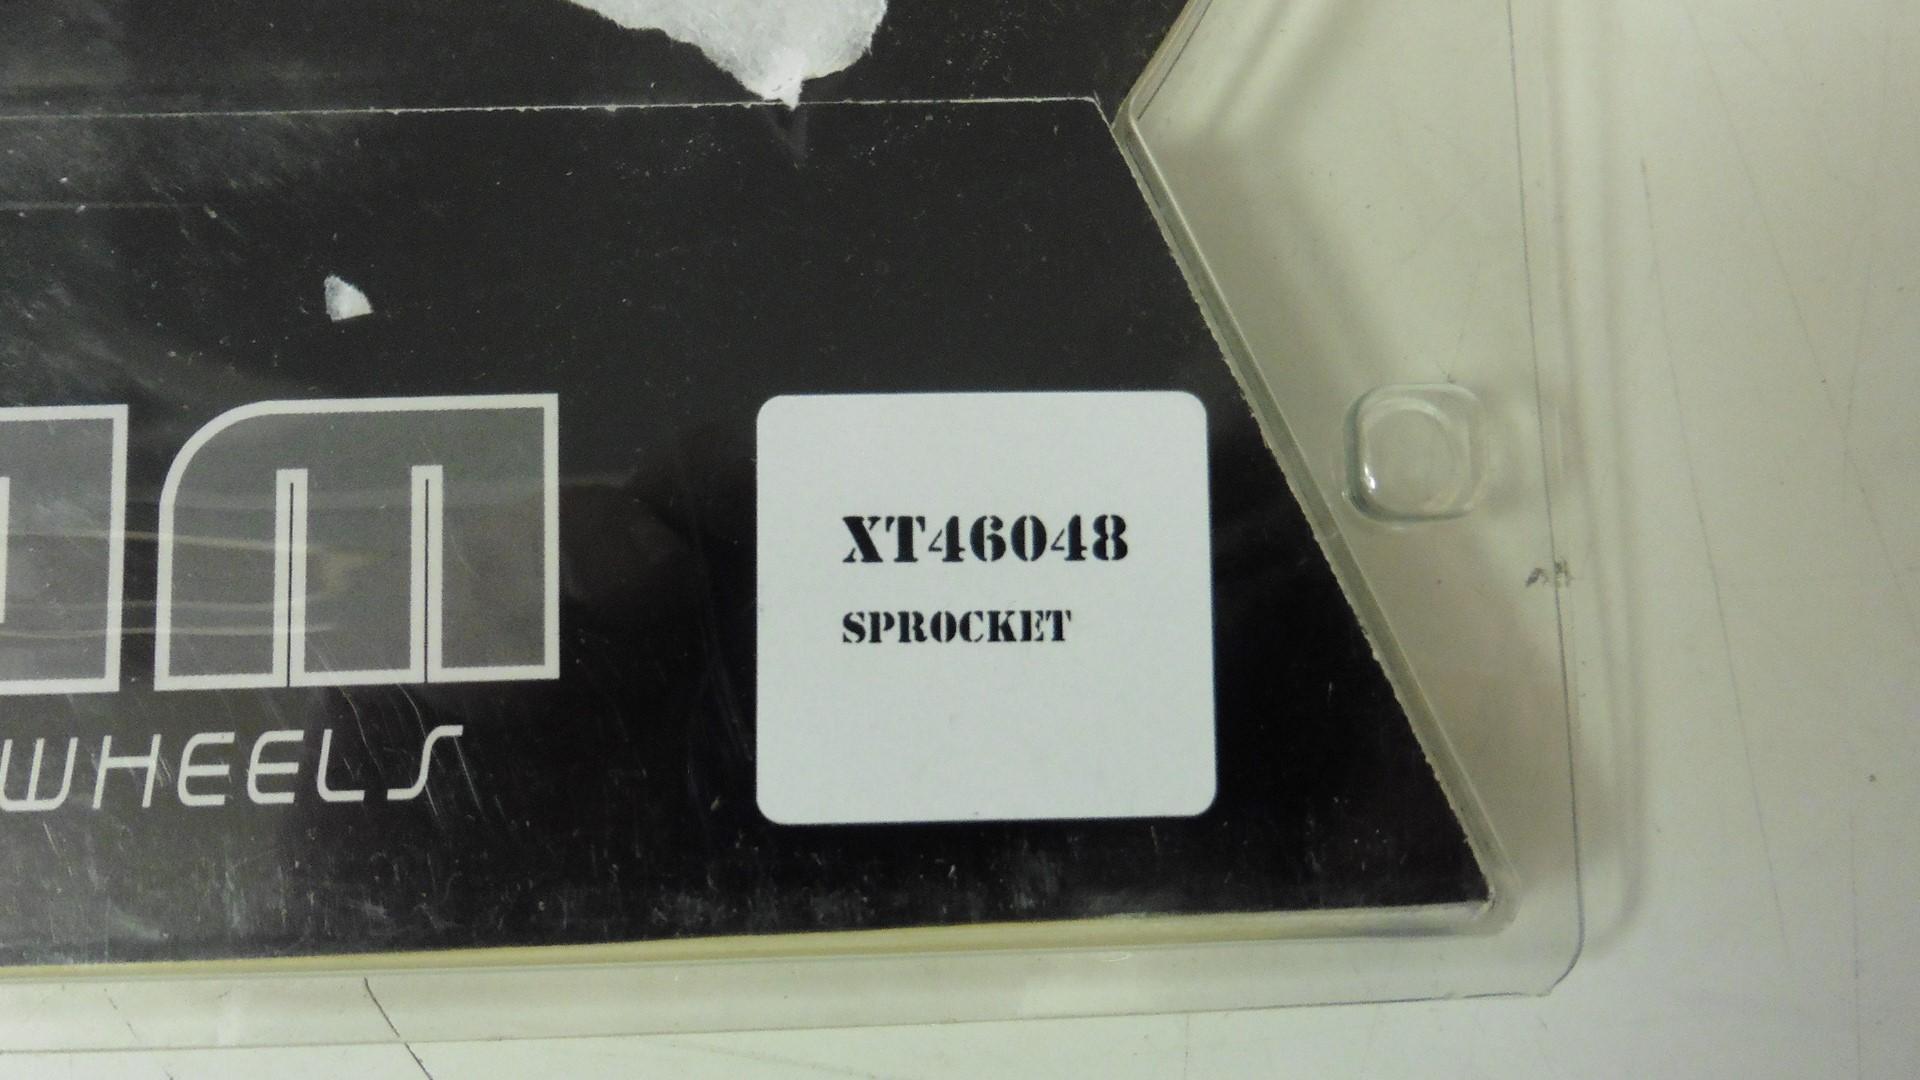 XT46048
SPROCKET
WHEELS